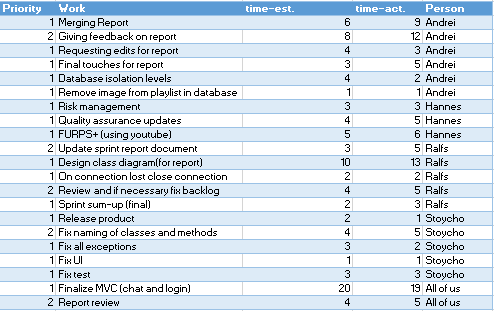 Priority Work time-est. time-act. Person
1 Merging Report 6 9 Andrei
2 Giving feedback on report 8 12 Andrei
1 Requesting edits for report 4 3 Andrei
1 Final touches for report 3 5 Andrei
1 Database isolation levels 4 2 Andrei
1 Remove image from playlist in database 1 1 Andrei
1 Risk management 3 3 Hannes
1 Quality assurance updates 4 5 Hannes
1 FURPS+ (using youtube) 5 6 Hannes
2 Update sprint report document 3 5 Ralfs
1 Design class diagram(for report) 10 13 Ralfs
1 On connection lost close connection 2 2 Ralfs
2 Review and if necessary fix backlog 4 5 Ralfs
1 Sprint sum-up (final) 2 3 Ralfs
1 Release product 2 1 Stoycho
2 Fix naming of classes and methods 4 5 Stoycho
1 Fix all exceptions 3 2 Stoycho
1 Fix UI 1 1 Stoycho
1 Fix test 3 3 Stoycho
1 Finalize MVC (chat and login) 20 19 All of us
2 Report review 4 5 All of us